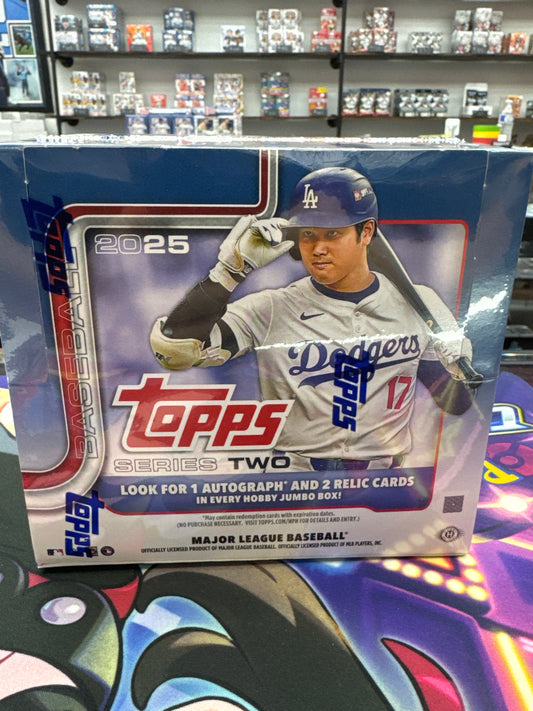 LA
2025
TOPPS
BASEBALL
Dodgers
TOPPS
17
TOPPS
SERIES TWO
LOOK FOR 1 AUTOGRAPH* AND 2 RELIC CARDS
IN EVERY HOBBY JUMBO BOX!
TOPPS
*May contain redemption cards with expiration dates.
(NO PURCHASE NECESSARY. VISIT TOPPS.COM/NPN FOR DETAILS AND ENTRY.)
MAJOR LEAGUE BASEBALL®
OFFICIALLY LICENSED PRODUCT OF MAJOR LEAGUE BASEBALL. OFFICIALLY LICENSED PRODUCT OF MLB PLAYERS, INC.